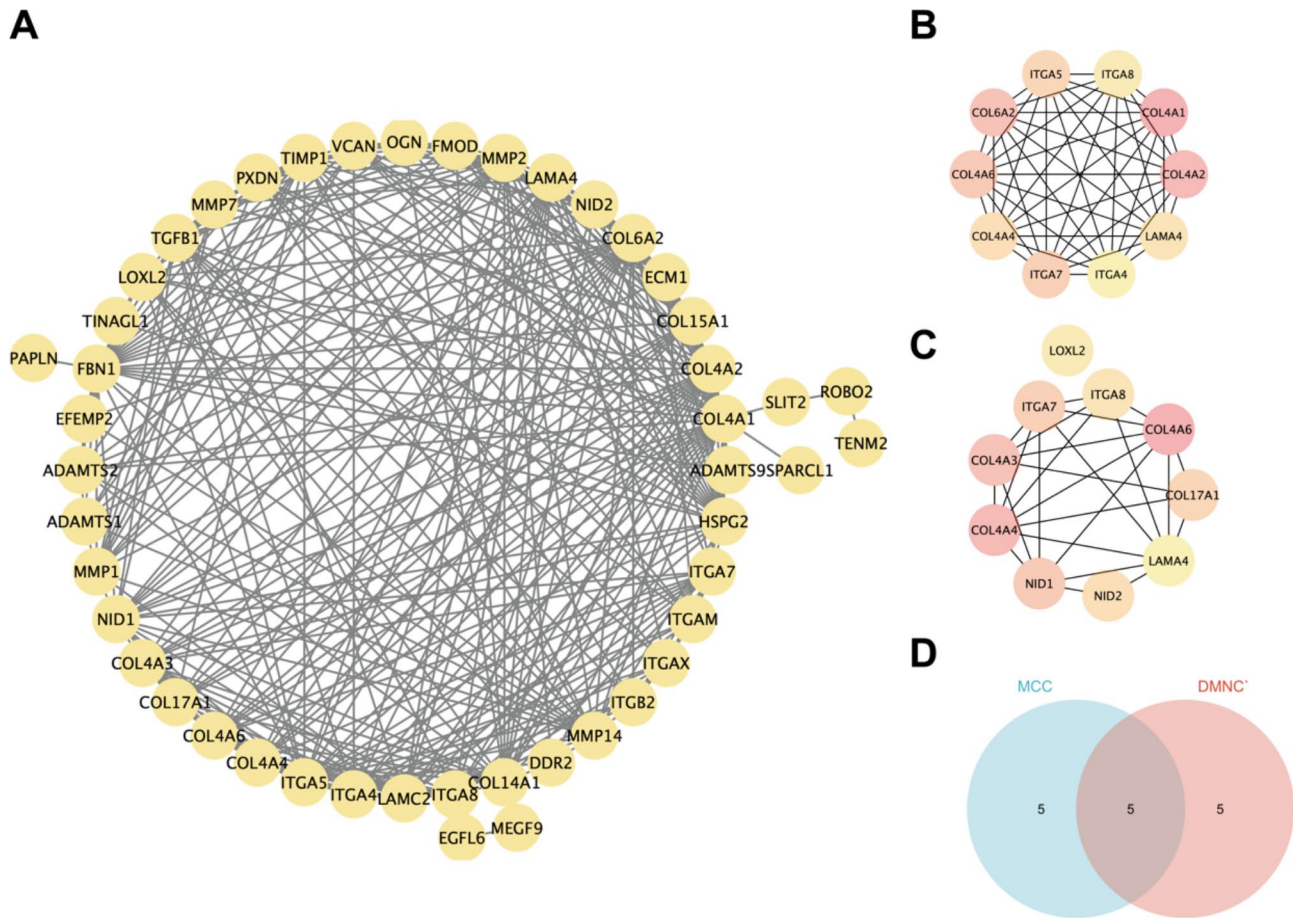 A
OGN
VCAN
FMOD
TIMP1
MMP2
PXDN
LAMA4
MMP7
NID2
TGFB1
COL6A2
LOXL2
ECM1
TINAGL1
COL15A1
PAPLN
FBN1
COL4A2
EFEMP2
COL4A1
SLIT2
ROBO2
TENM2
ADAMTS2
ADAMTS9
SPARCL1
ADAMTS1
HSPG2
MMP1
ITGA7
NID1
ITGAM
COL4A3
ITGAX
COL17A1
ITGB2
COL4A6
MMP14
COL4A4
DDR2
ITGA5
COL14A1
ITGA4
LAMC2
ITGA8
EGFL6
MEGF9
B
ITGA5
ITGA8
COL6A2
COL4A1
COL4A6
COL4A2
COL4A4
LAMA4
ITGA7
ITGA4
C
LOXL2
ITGA7
ITGA8
COL4A6
COL4A3
COL17A1
COL4A4
LAMA4
NID1
NID2
D
MCC
DMNC`
5
5
5